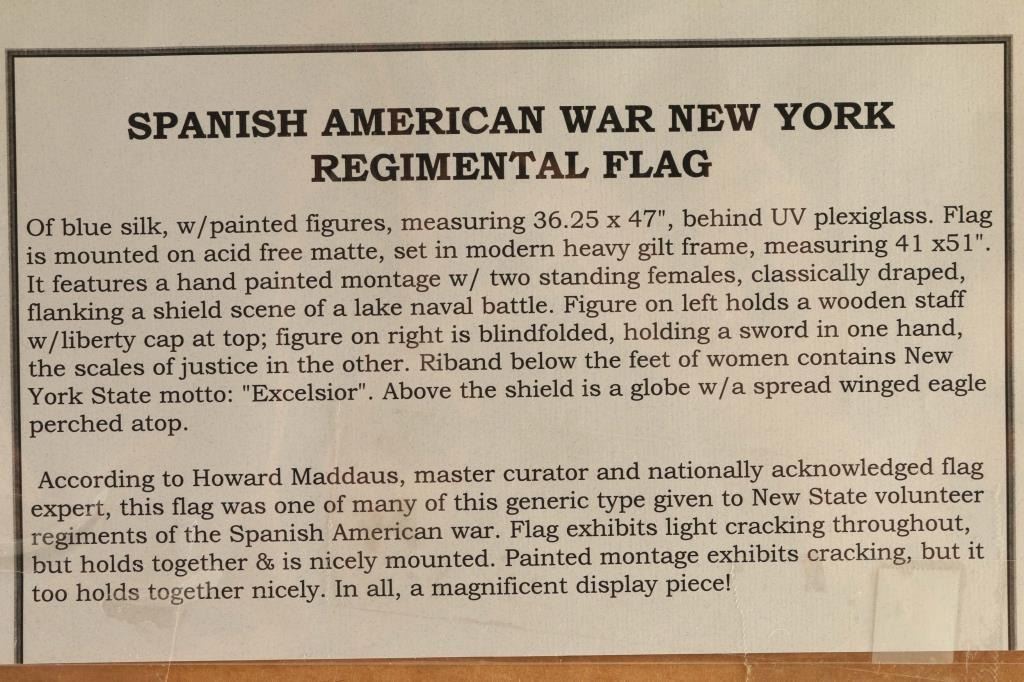 SPANISH AMERICAN WAR NEW YORK
REGIMENTAL FLAG
Of blue silk, w/painted figures, measuring 36.25 x 47", behind UV plexiglass. Flag
is mounted on acid free matte, set in modern heavy gilt frame, measuring 41 x51".
It features a hand painted montage w/ two standing females, classically draped,
flanking a shield scene of a lake naval battle. Figure on left holds a wooden staff
w/liberty cap at top; figure on right is blindfolded, holding a sword in one hand,
the scales of justice in the other. Riband below the feet of women contains New
York State motto: "Excelsior". Above the shield is a globe w/a spread winged eagle
perched atop.
According to Howard Maddaus, master curator and nationally acknowledged flag
expert, this flag was one of many of this generic type given to New State volunteer
regiments of the Spanish American war. Flag exhibits light cracking throughout,
but holds together & is nicely mounted. Painted montage exhibits cracking, but it
too holds together nicely. In all, a magnificent display piece!